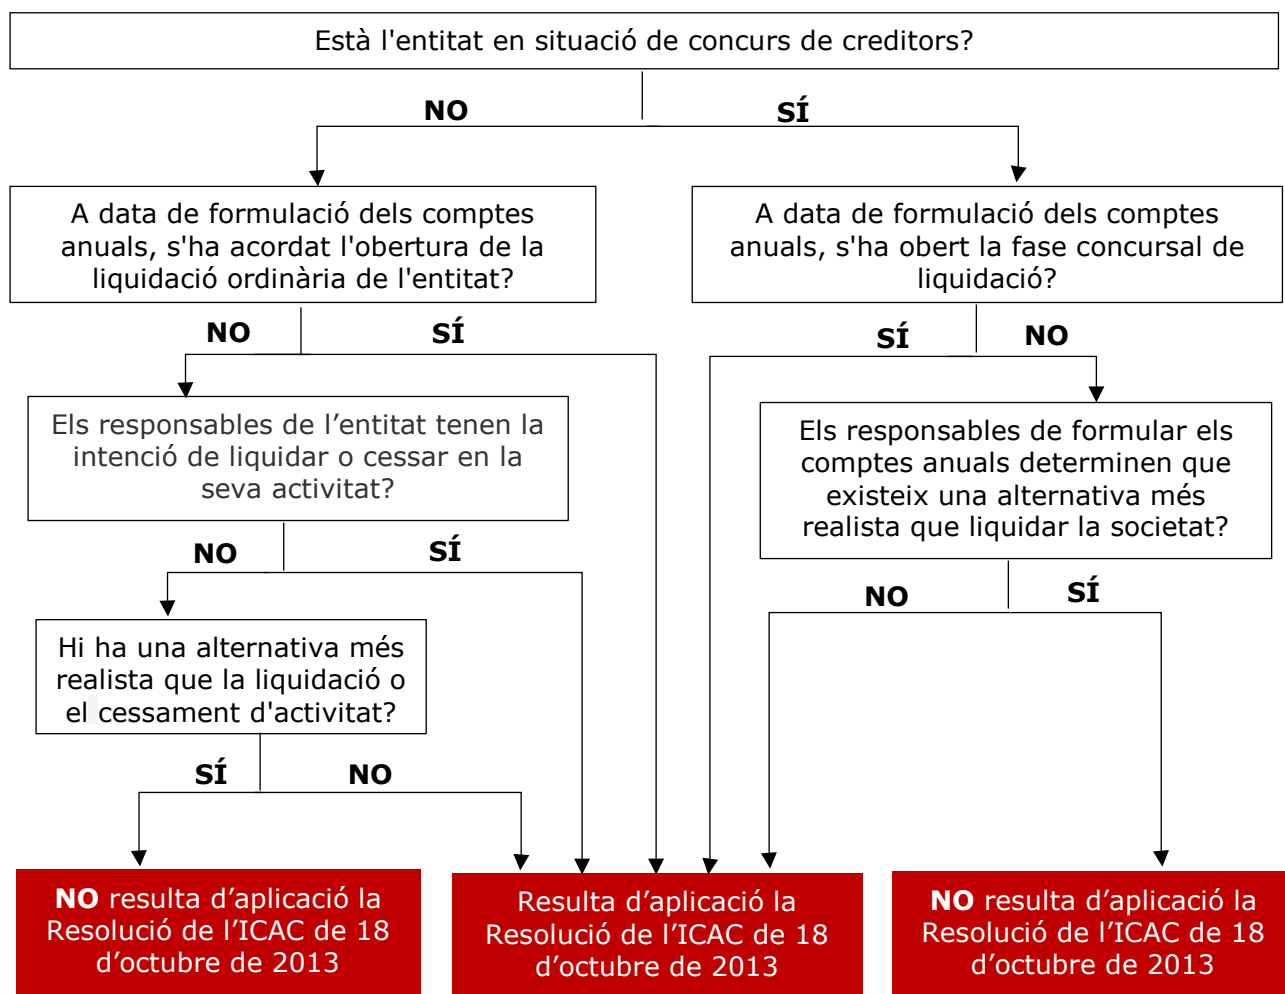 Està l'entitat en situació de concurs de creditors?
NO
SÍ
A data de formulació dels comptes
anuals, s'ha acordat l'obertura de la
liquidació ordinària de l'entitat?
A data de formulació dels comptes
anuals, s'ha obert la fase concursal de
liquidació?
NO
SÍ
SÍ
NO
Els responsables de l’entitat tenen la
intenció de liquidar o cessar en la
seva activitat?
Els responsables de formular els
comptes anuals determinen que
existeix una alternativa més
realista que liquidar la societat?
NO
SÍ
NO
SÍ
Hi ha una alternativa més
realista que la liquidació o
el cessament d'activitat?
SÍ
NO
NO resulta d’aplicació la
Resolució de l’ICAC de 18
d’octubre de 2013
Resulta d’aplicació la
Resolució de l’ICAC de 18
d’octubre de 2013
NO resulta d’aplicació la
Resolució de l’ICAC de 18
d’octubre de 2013